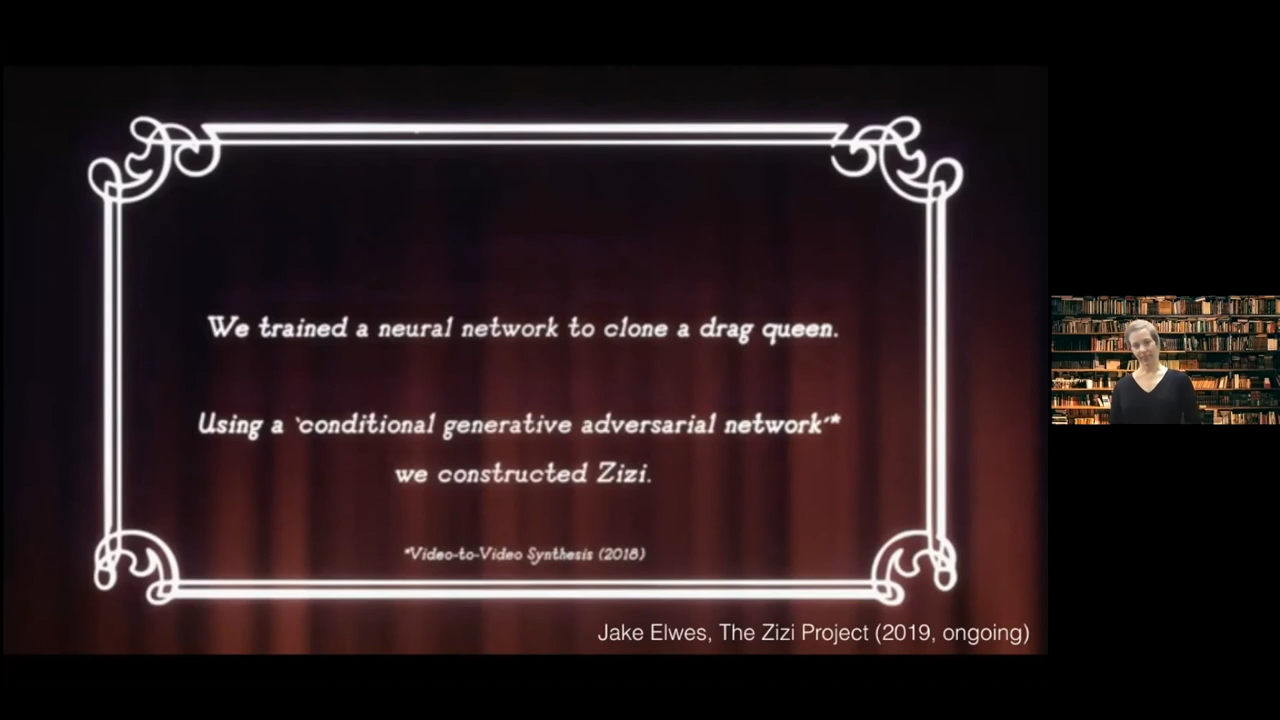 We trained a neural network to clone a drag queen.
Using a 'conditional generative adversarial network'*
we constructed Zizi.
*Video-to-Video Synthesis (2018)
Jake Elwes, The Zizi Project (2019, ongoing)